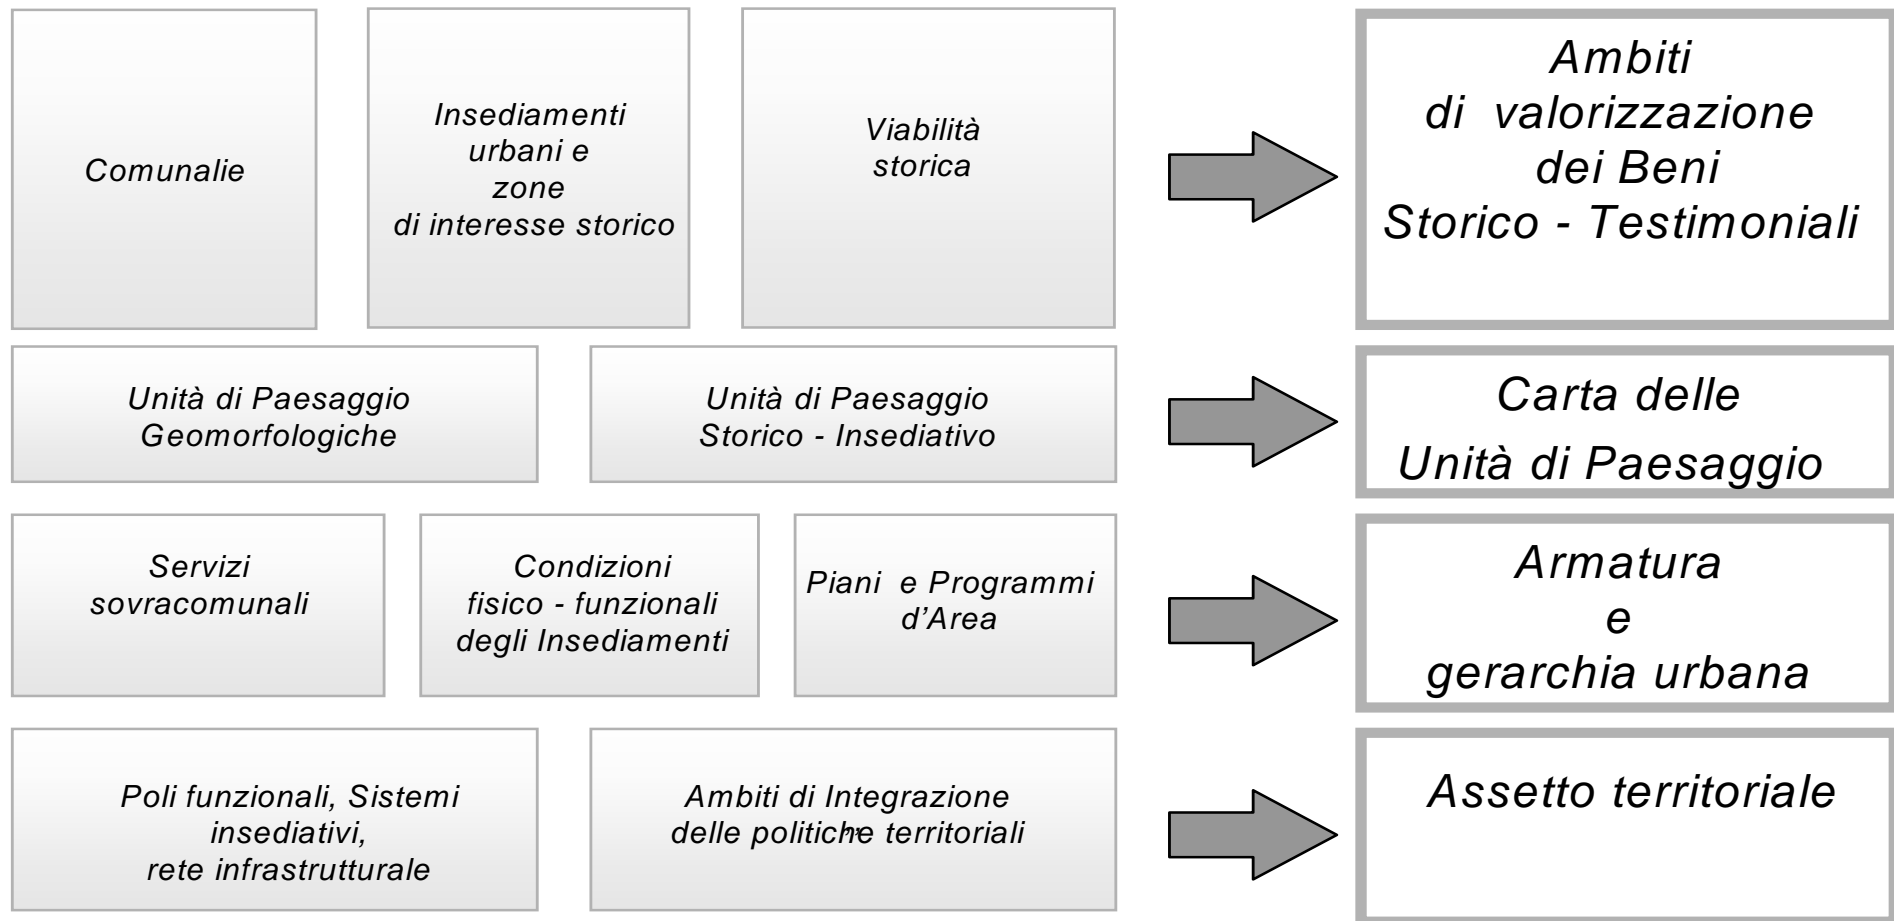 Comunalie
Insediamenti
urbani e
zone
di interesse storico
Viabilità
storica
Ambiti
di valorizzazione
dei Beni
Storico - Testimoniali
Unità di Paesaggio
Geomorfologiche
Unità di Paesaggio
Storico - Insediativo
Carta delle
Unità di Paesaggio
Servizi
sovracomunali
Condizioni
fisico - funzionali
degli Insediamenti
Piani e Programmi
d’Area
Armatura
e
gerarchia urbana
Poli funzionali, Sistemi
insediativi,
rete infrastrutturale
Ambiti di Integrazione
delle politiche territoriali
”
Assetto territoriale